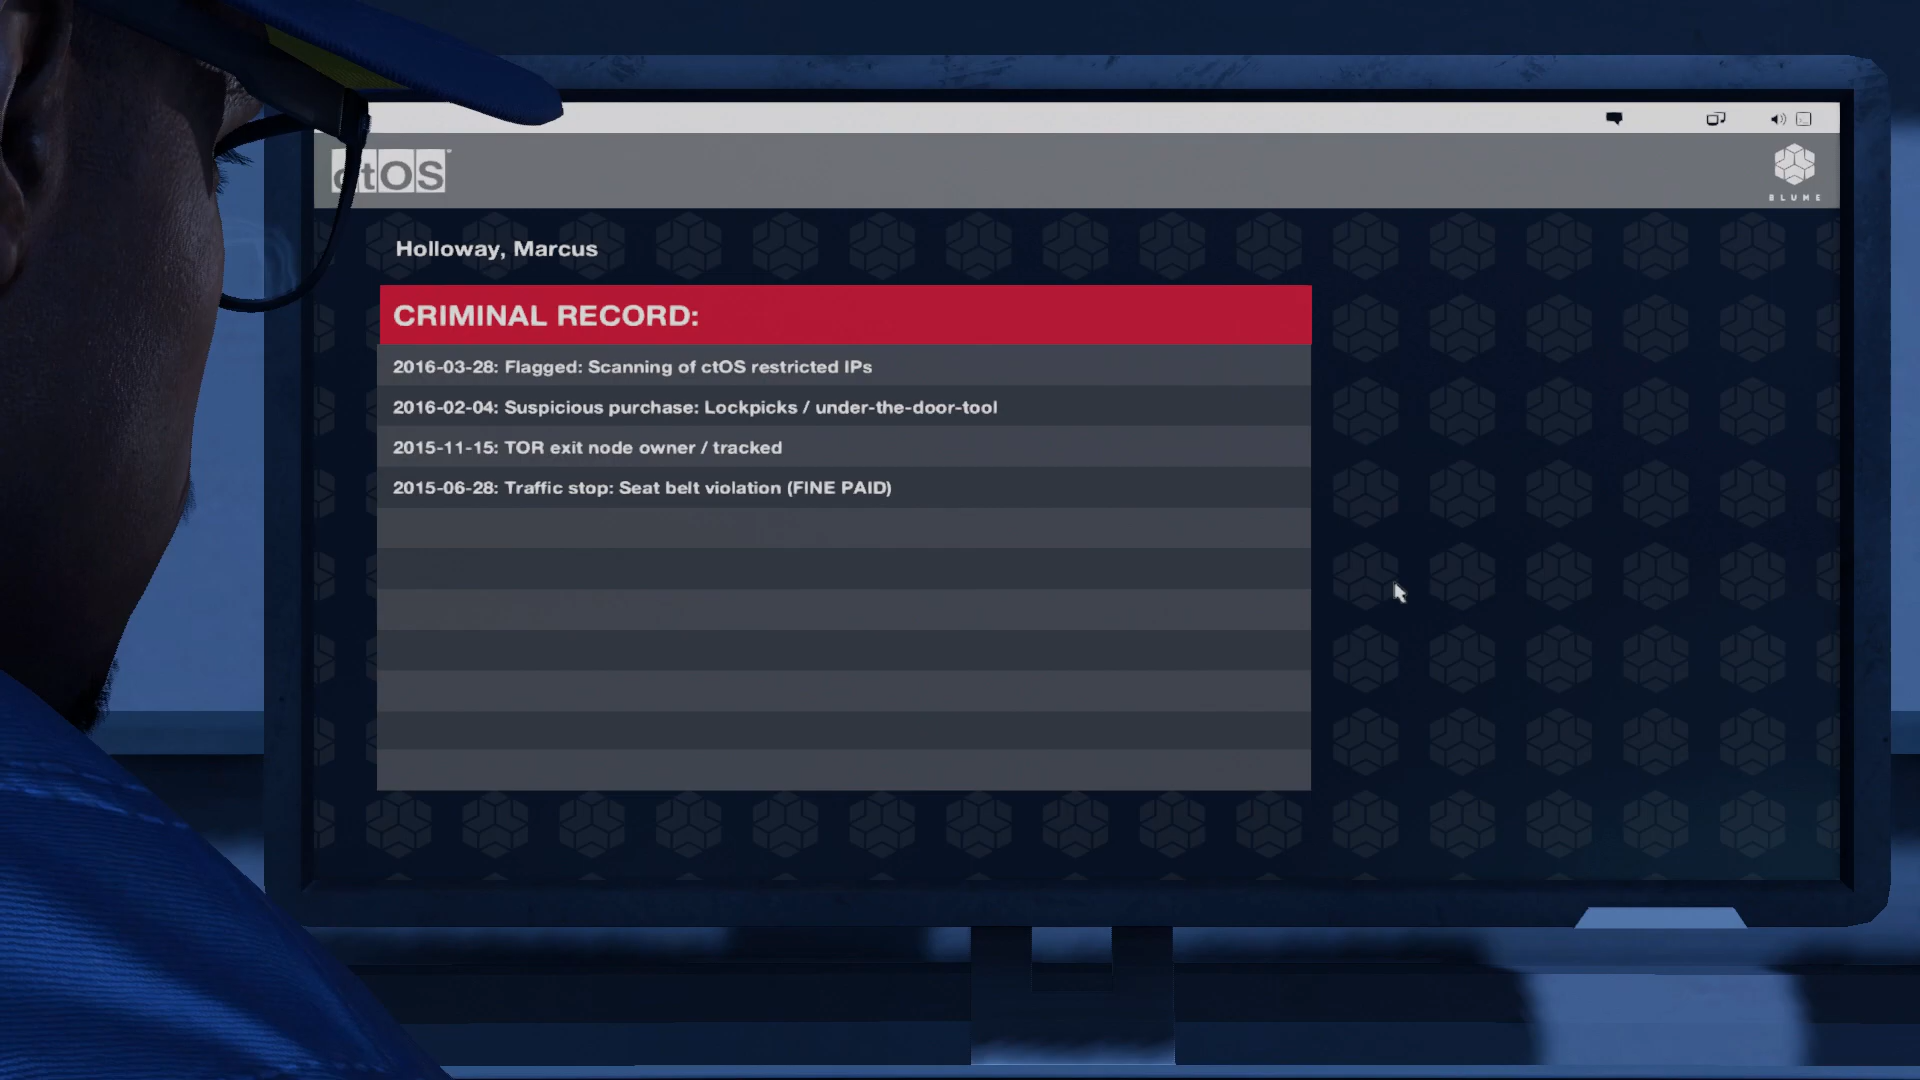 ctOS
BLUME
Holloway, Marcus
CRIMINAL RECORD:
2016-03-28: Flagged: Scanning of ctOS restricted IPs
2016-02-04: Suspicious purchase: Lockpicks / under-the-door-tool
2015-11-15: TOR exit node owner / tracked
2015-06-28: Traffic stop: Seat belt violation (FINE PAID)